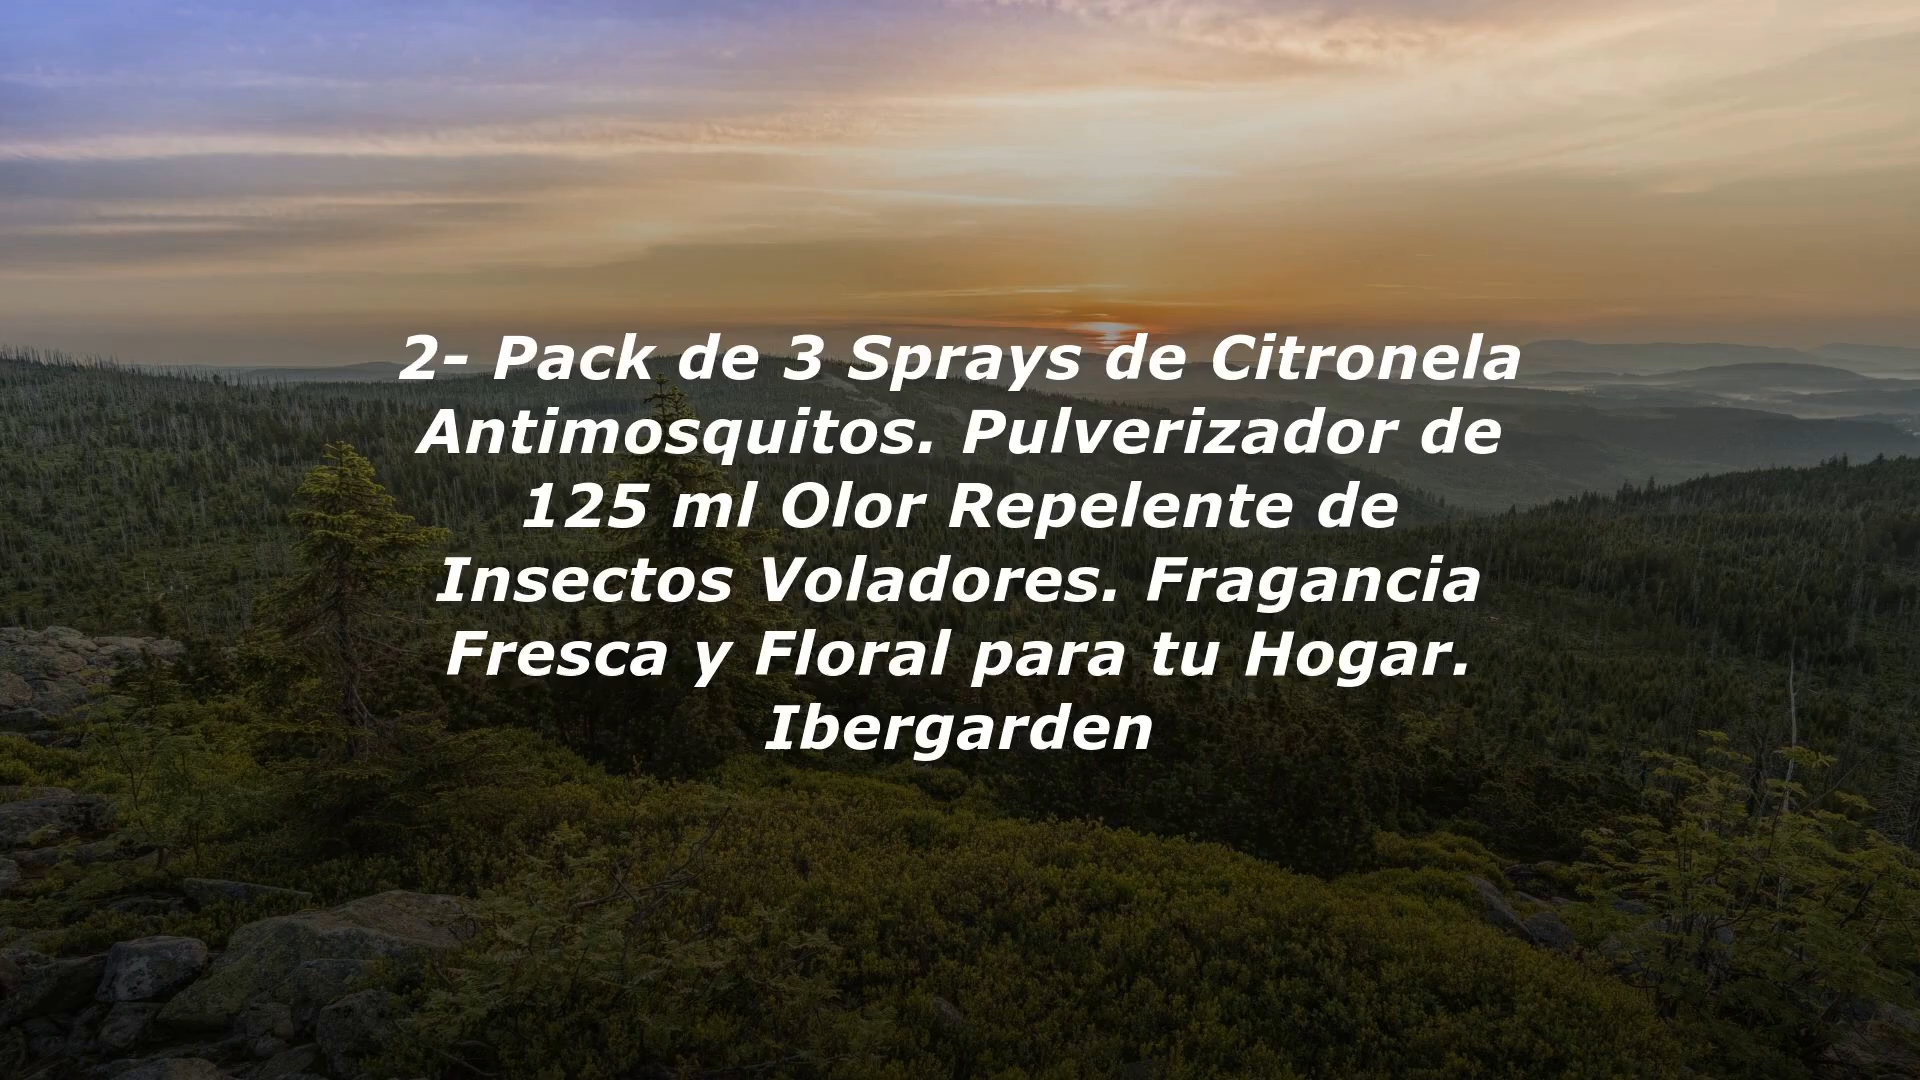 2- Pack de 3 Sprays de Citronela
Antimosquitos. Pulverizador de
125 ml Olor Repelente de
Insectos Voladores. Fragancia
Fresca y Floral para tu Hogar.
Ibergarden